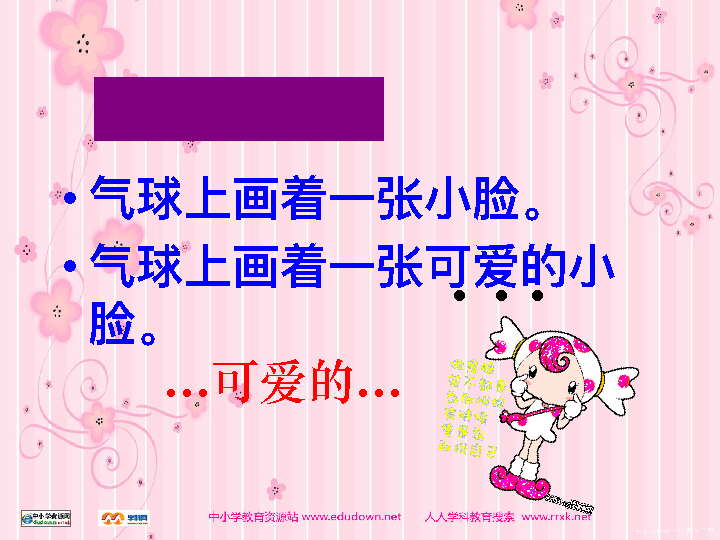 • 气球上画着一张小脸。
• 气球上画着一张可爱的小
脸。
…可爱的…
中小学教育资源站 www.edudown.net 人人学科教育搜索 www.rrxk.net